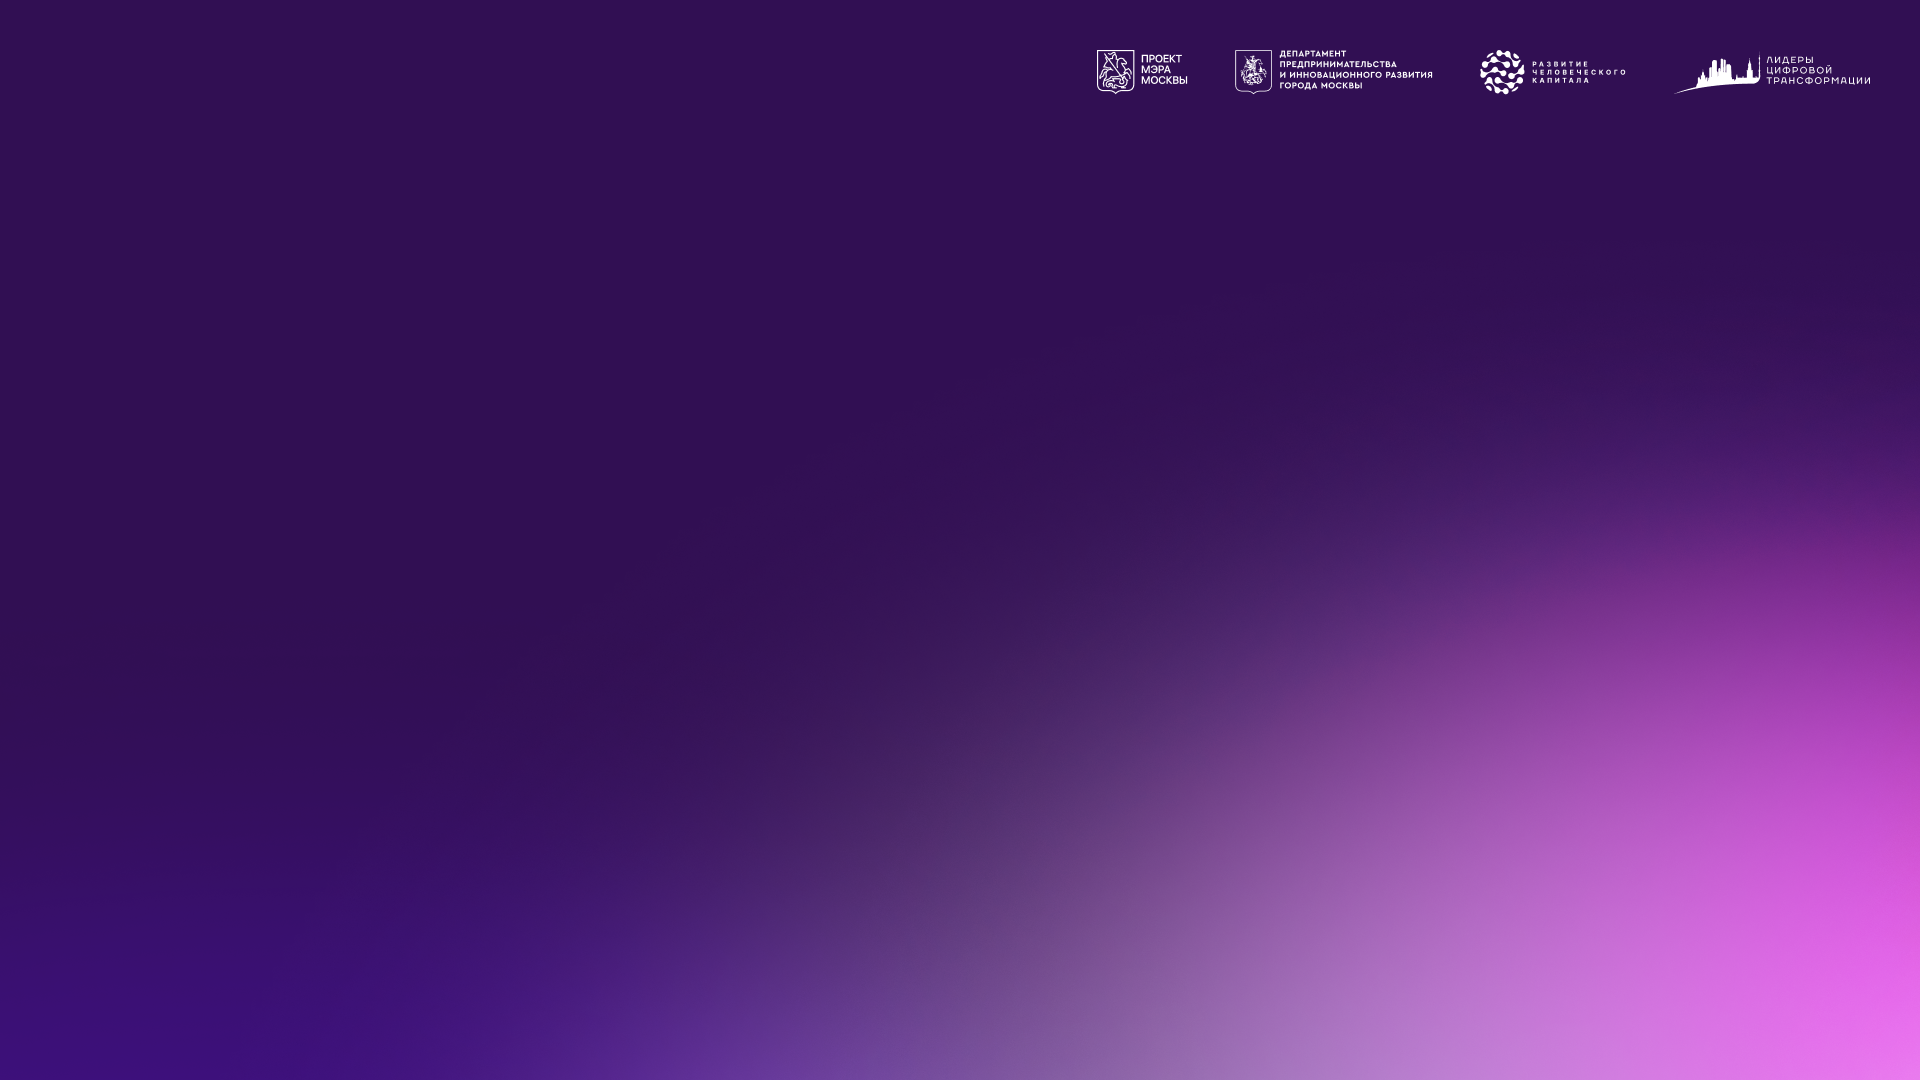 ПРОЕКТ
МЭРА
МОСКВЫ
ДЕПАРТАМЕНТ
ПРЕДПРИНИМАТЕЛЬСТВА
И ИННОВАЦИОННОГО РАЗВИТИЯ
ГОРОДА МОСКВЫ
РАЗВИТИЕ
ЧЕЛОВЕЧЕСКОГО
КАПИТАЛА
ЛИДЕРЫ
ЦИФРОВОЙ
ТРАНСФОРМАЦИИ